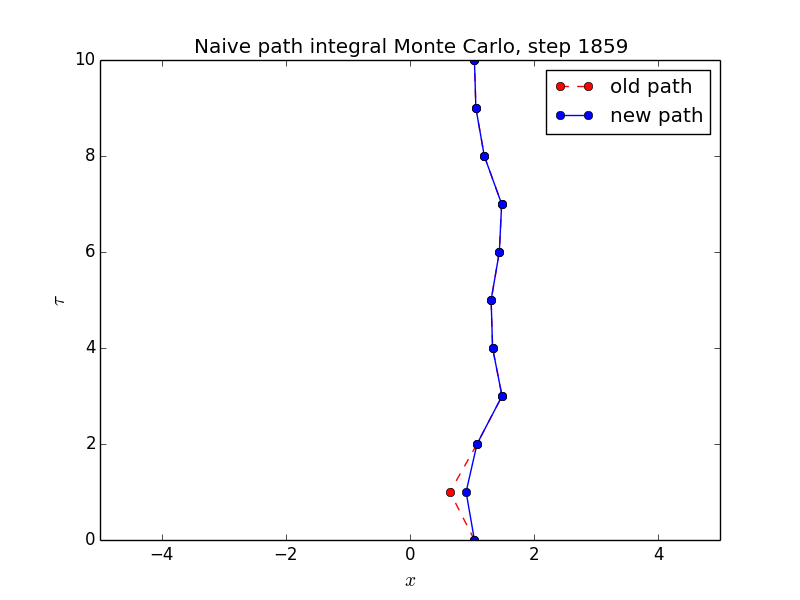 Naive path integral Monte Carlo, step 1859
old path
new path
10
8
6
4
2
0
τ
−4 −2 0 2 4
x